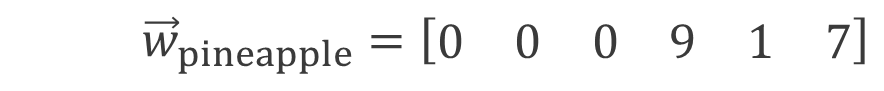 w⃗pineapple = [0 0 0 9 1 7]